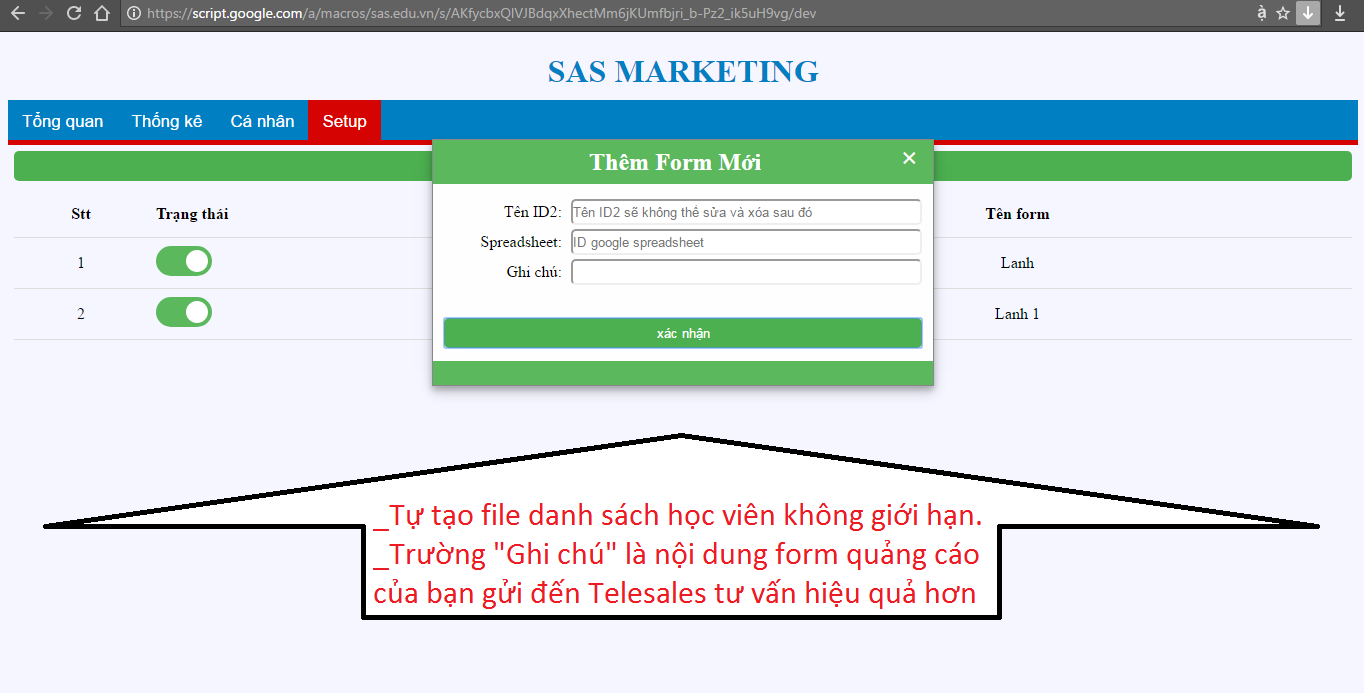 https://script.google.com/a/macros/sas.edu.vn/s/AKfycbxQlVJBdqxXhectMm6jKUmfbjri_b-Pz2_ik5uH9vg/dev
SAS MARKETING
Tổng quan Thống kê Cá nhân Setup
Thêm Form Mới ×
Stt Trạng thái Tên form
Tên ID2: Tên ID2 sẽ không thể sửa và xóa sau đó
Spreadsheet: ID google spreadsheet
Ghi chú:
1 Lanh
2 Lanh 1
xác nhận
_Tự tạo file danh sách học viên không giới hạn.
_Trường "Ghi chú" là nội dung form quảng cáo
của bạn gửi đến Telesales tư vấn hiệu quả hơn